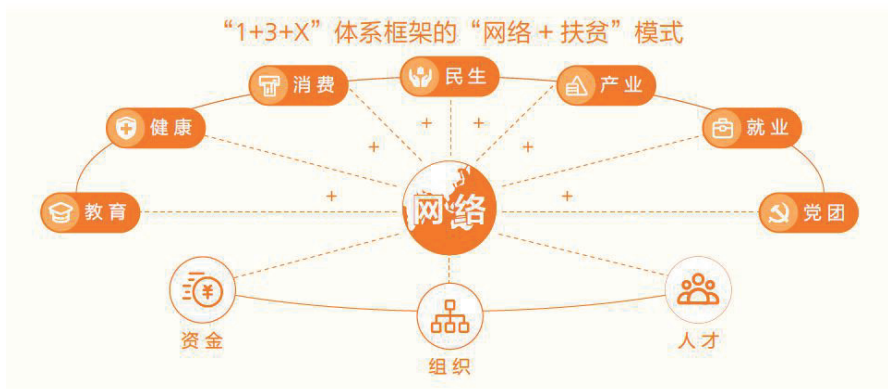 “1+3+X”体系框架的“网络+扶贫”模式
民生
消费
产业
健康
就业
网络
教育
党团
资金
组织
人才